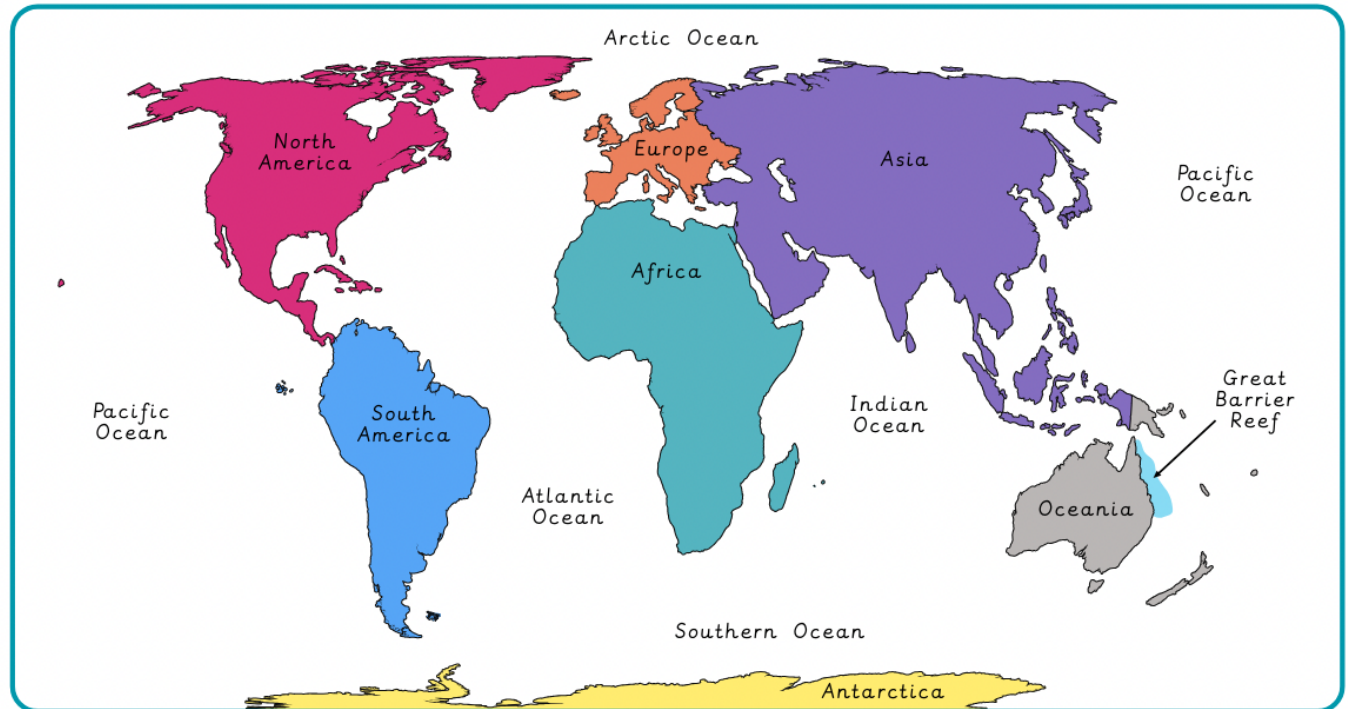 Arctic Ocean
North
America
Europe
Asia
Pacific
Ocean
Africa
Pacific
Ocean
South
America
Atlantic
Ocean
Indian
Ocean
Great
Barrier
Reef
Oceania
Southern Ocean
Antarctica